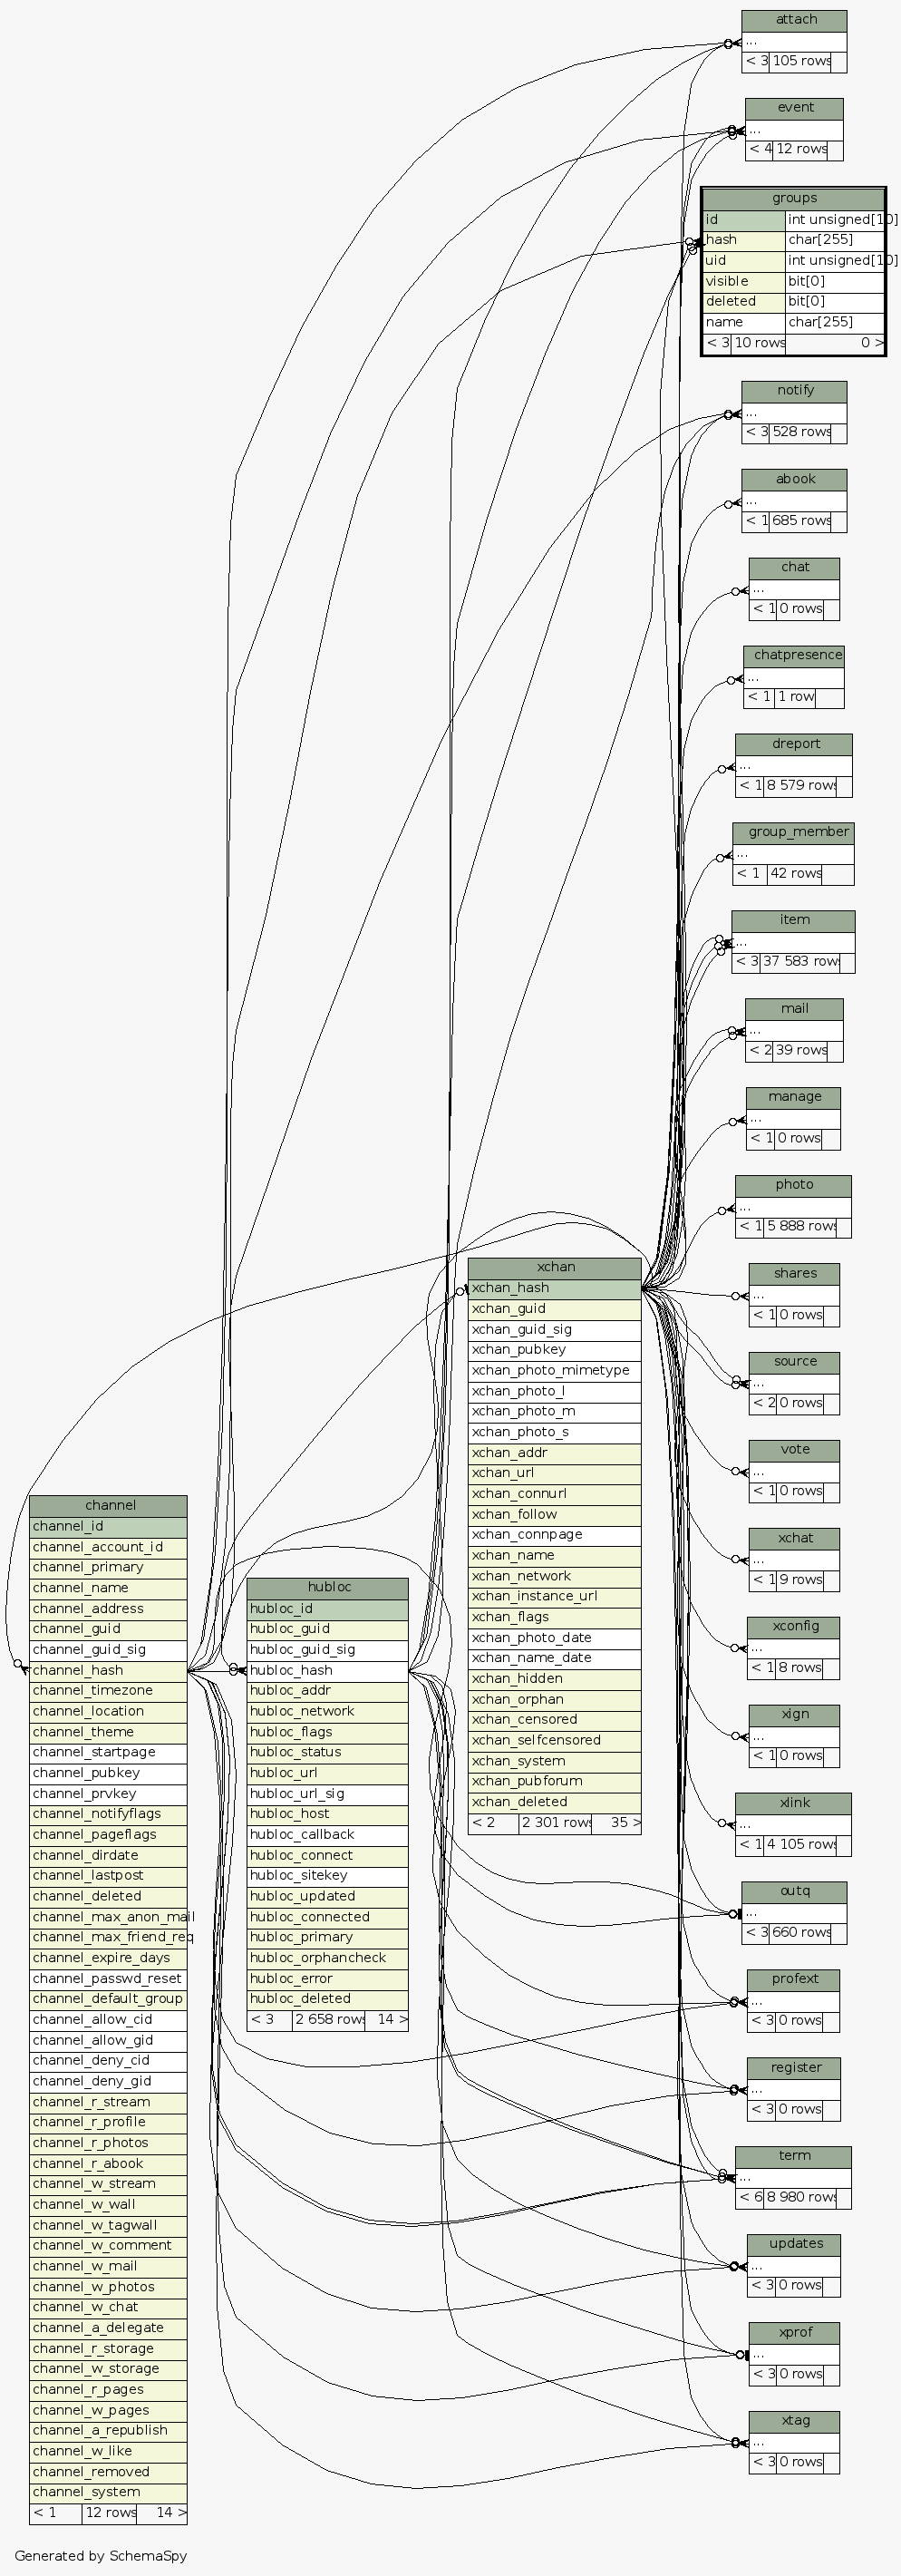 attach
...
< 3 105 rows
event
...
< 4 12 rows
groups
id int unsigned[10]
hash char[255]
uid int unsigned[10]
visible bit[0]
deleted bit[0]
name char[255]
< 3 10 rows 0 >
notify
...
< 3 528 rows
abook
...
< 1 685 rows
chat
...
< 1 0 rows
chatpresence
...
< 1 1 row
dreport
...
< 1 8 579 rows
group_member
...
< 1 42 rows
item
...
< 3 37 583 rows
mail
...
< 2 39 rows
manage
...
< 1 0 rows
photo
...
< 1 5 888 rows
shares
...
< 1 0 rows
source
...
< 2 0 rows
vote
...
< 1 0 rows
xchat
...
< 1 9 rows
xconfig
...
< 1 8 rows
xign
...
< 1 0 rows
xlink
...
< 1 4 105 rows
outq
...
< 3 660 rows
profext
...
< 3 0 rows
register
...
< 3 0 rows
term
...
< 6 8 980 rows
updates
...
< 3 0 rows
xprof
...
< 3 0 rows
xtag
...
< 3 0 rows
xchan
xchan_hash
xchan_guid
xchan_guid_sig
xchan_pubkey
xchan_photo_mimetype
xchan_photo_l
xchan_photo_m
xchan_photo_s
xchan_addr
xchan_url
xchan_connurl
xchan_follow
xchan_connpage
xchan_name
xchan_network
xchan_instance_url
xchan_flags
xchan_photo_date
xchan_name_date
xchan_hidden
xchan_orphan
xchan_censored
xchan_selfcensored
xchan_system
xchan_pubforum
xchan_deleted
< 2 2 301 rows 35 >
hubloc
hubloc_id
hubloc_guid
hubloc_guid_sig
hubloc_hash
hubloc_addr
hubloc_network
hubloc_flags
hubloc_status
hubloc_url
hubloc_url_sig
hubloc_host
hubloc_callback
hubloc_connect
hubloc_sitekey
hubloc_updated
hubloc_connected
hubloc_primary
hubloc_orphancheck
hubloc_error
hubloc_deleted
< 3 2 658 rows 14 >
channel
channel_id
channel_account_id
channel_primary
channel_name
channel_address
channel_guid
channel_guid_sig
channel_hash
channel_timezone
channel_location
channel_theme
channel_startpage
channel_pubkey
channel_prvkey
channel_notifyflags
channel_pageflags
channel_dirdate
channel_lastpost
channel_deleted
channel_max_anon_mail
channel_max_friend_req
channel_expire_days
channel_passwd_reset
channel_default_group
channel_allow_cid
channel_allow_gid
channel_deny_cid
channel_deny_gid
channel_r_stream
channel_r_profile
channel_r_photos
channel_r_abook
channel_w_stream
channel_w_wall
channel_w_tagwall
channel_w_comment
channel_w_mail
channel_w_photos
channel_w_chat
channel_a_delegate
channel_r_storage
channel_w_storage
channel_r_pages
channel_w_pages
channel_a_republish
channel_w_like
channel_removed
channel_system
< 1 12 rows 14 >
Generated by SchemaSpy